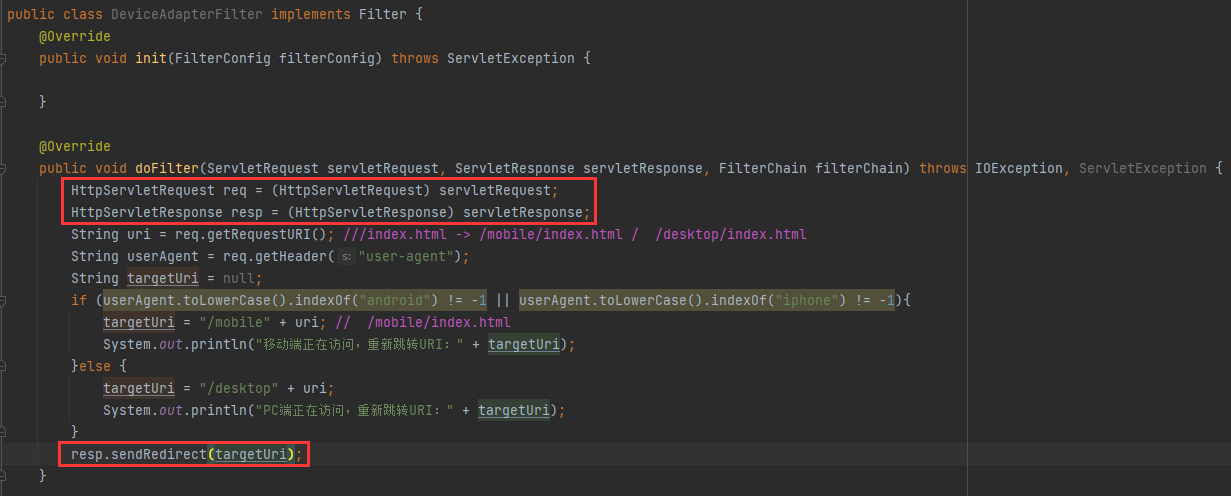 public class DeviceAdapterFilter implements Filter {
@Override
public void init(FilterConfig filterConfig) throws ServletException {
}
@Override
public void doFilter(ServletRequest servletRequest, ServletResponse servletResponse, FilterChain filterChain) throws IOException, ServletException {
HttpServletRequest req = (HttpServletRequest) servletRequest;
HttpServletResponse resp = (HttpServletResponse) servletResponse;
String uri = req.getRequestURI(); ///index.html -> /mobile/index.html /  /desktop/index.html
String userAgent = req.getHeader( s: "user-agent");
String targetUri = null;
if (userAgent.toLowerCase().indexOf("android") != -1 || userAgent.toLowerCase().indexOf("iphone") != -1){
targetUri = "/mobile" + uri; //  /mobile/index.html
System.out.println("移动端正在访问，重新跳转URI：" + targetUri);
}else {
targetUri = "/desktop" + uri;
System.out.println("PC端正在访问，重新跳转URI：" + targetUri);
}
resp.sendRedirect(targetUri);
}